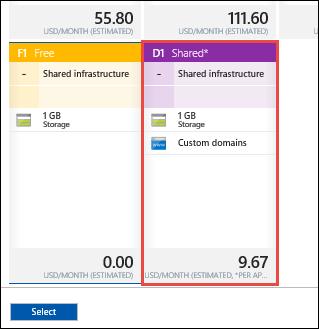 55.80
USD/MONTH (ESTIMATED)
111.60
USD/MONTH (ESTIMATED)
F1 Free
- Shared infrastructure
1 GB
Storage
0.00
USD/MONTH (ESTIMATED)
D1 Shared*
- Shared infrastructure
1 GB
Storage
Custom domains
9.67
USD/MONTH (ESTIMATED, *PER AP...
Select